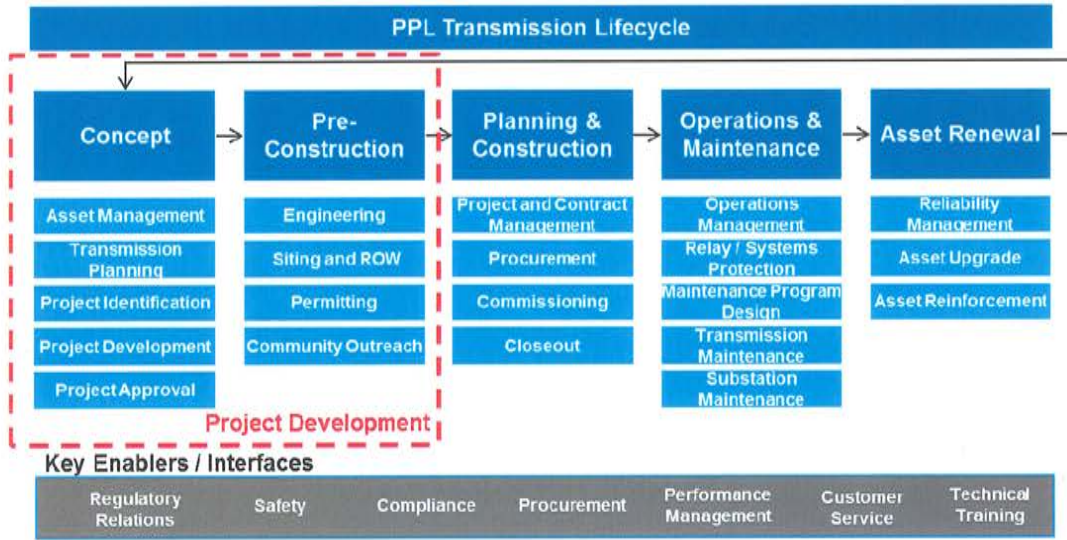 PPL Transmission Lifecycle
Concept
Pre-
Construction
Planning &
Construction
Operations &
Maintenance
Asset Renewal
Asset Management
Transmission
Planning
Project Identification
Project Development
Project Approval
Engineering
Siting and ROW
Permitting
Community Outreach
Project and Contract
Management
Procurement
Commissioning
Closeout
Operations
Management
Relay / Systems
Protection
Maintenance Program
Design
Transmission
Maintenance
Substation
Maintenance
Reliability
Management
Asset Upgrade
Asset Reinforcement
Project Development
Key Enablers / Interfaces
Regulatory
Relations
Safety
Compliance
Procurement
Performance
Management
Customer
Service
Technical
Training